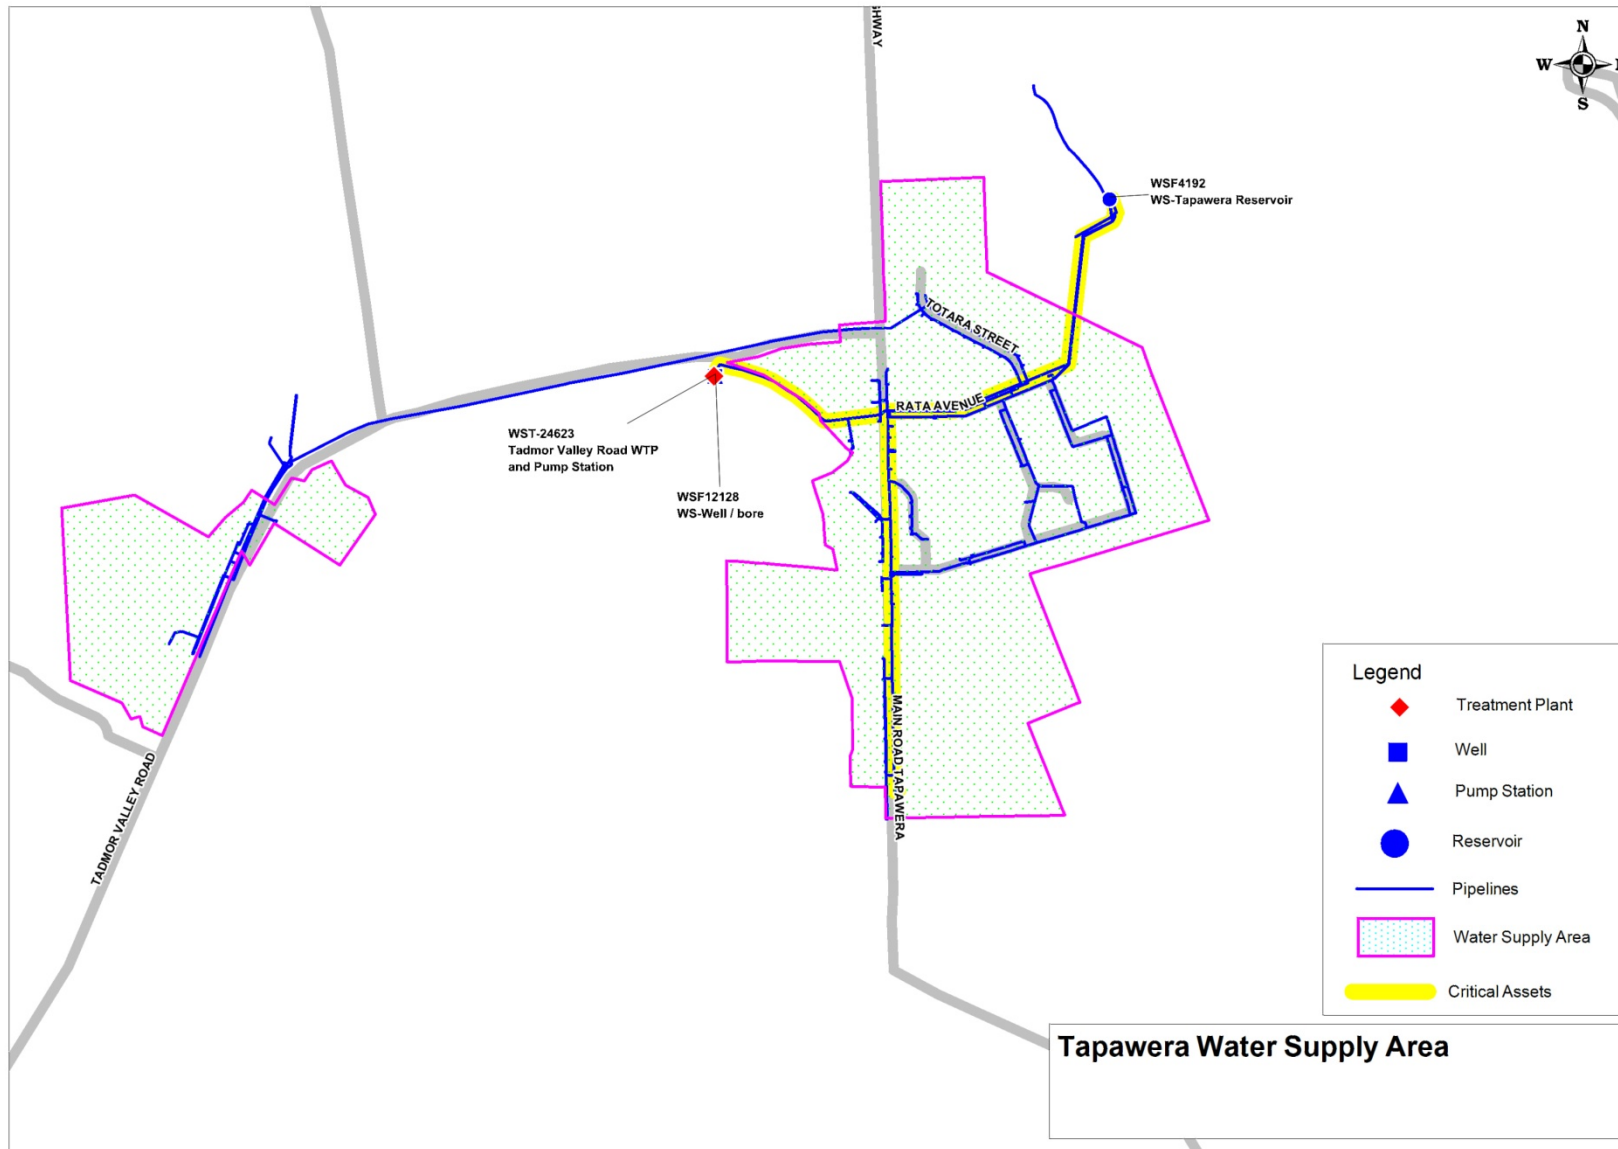 HWAY
N
W
S
WSF4192
WS-Tapawera Reservoir
TOTARA STREET
RATA AVENUE
WST-24623
Tadmor Valley Road WTP
and Pump Station
WSF12128
WS-Well / bore
MAIN ROAD TAPAWERA
TADMOR VALLEY ROAD
Legend
Treatment Plant
Well
Pump Station
Reservoir
Pipelines
Water Supply Area
Critical Assets
Tapawera Water Supply Area